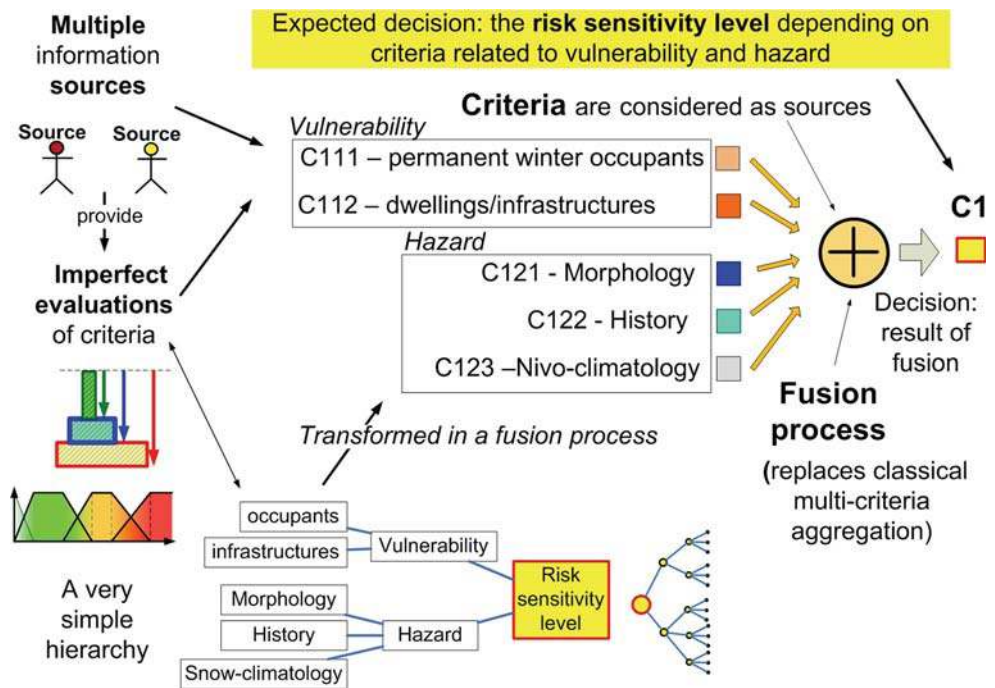 Multiple
information
sources
Expected decision: the risk sensitivity level depending on
criteria related to vulnerability and hazard
Source
Source
provide
Imperfect
evaluations
of criteria
Criteria are considered as sources
Vulnerability
C111 – permanent winter occupants
C112 – dwellings/infrastructures
Hazard
C121 - Morphology
C122 - History
C123 –Nivo-climatology
C1
Decision:
result of
fusion
Fusion
process
(replaces classical
multi-criteria
aggregation)
Transformed in a fusion process
A very
simple
hierarchy
occupants
infrastructures
Vulnerability
Morphology
History
Snow-climatology
Hazard
Risk
sensitivity
level